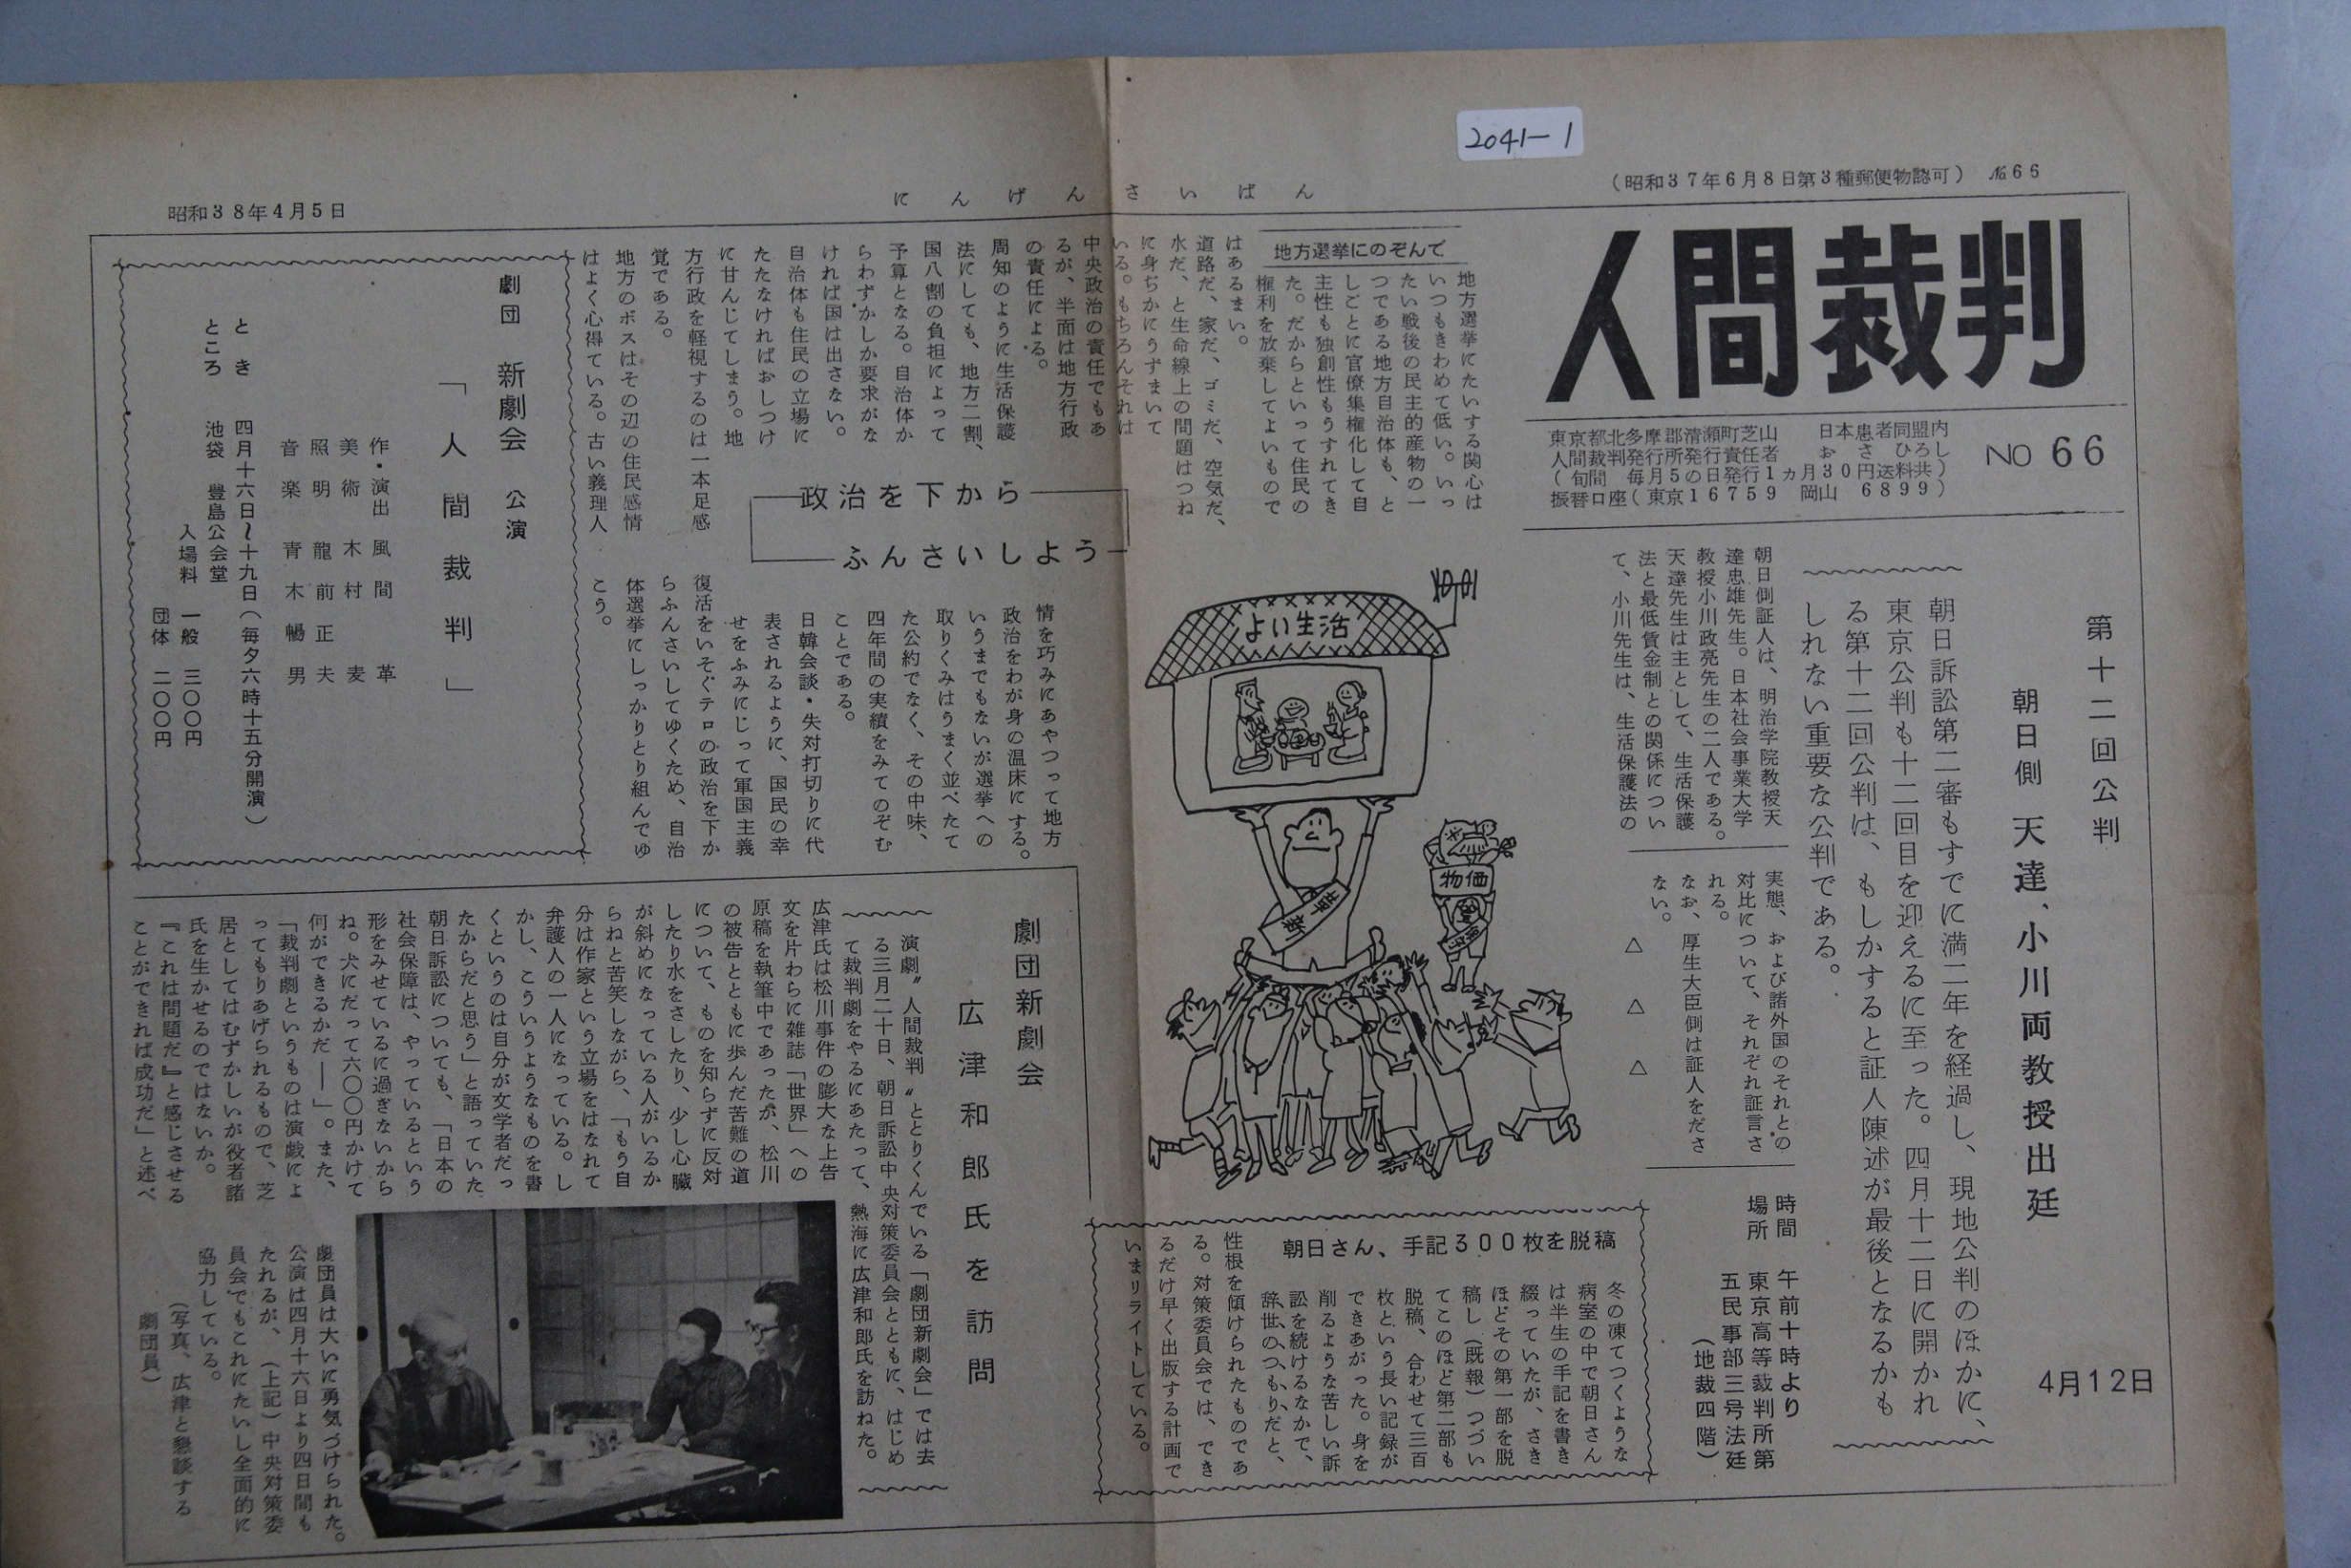 2041-1
(昭和37年6月8日第3種郵便物認可) №66
にんげんさいばん
昭和38年4月5日
人間裁判
NO 66
東京都北多摩郡清瀬町芝山 日本患者同盟内
人間裁判発行所発行責任者 おさ ひろし
(旬間 毎月5の日発行1ヵ月30円送料共)
振替口座(東京16759 岡山 6899)
第十二回公判
4月12日
朝日側 天達、小川両教授出廷
朝日訴訟第二審もすでに満二年を経過し、現地公判のほかに、
東京公判も十二回目を迎えるに至った。四月十二日に開かれ
る第十二回公判は、もしかすると証人陳述が最後となるかも
しれない重要な公判である。
朝日側証人は、明治学院教授天
達忠雄先生。日本社会事業大学
教授小川政亮先生の二人である。
天達先生は主として、生活保護
法と最低賃金制との関係につい
て、小川先生は、生活保護法の
実態、および諸外国のそれとの
対比について、それぞれ証言さ
れる。
なお、厚生大臣側は証人をださ
ない。
△ △ △
時間 午前十時より
場所 東京高等裁判所第
五民事部三号法廷
(地裁四階)
地方選挙にのぞんで
地方選挙にたいする関心は
いつもきわめて低い。いっ
たい戦後の民主的産物の一
つである地方自治体も、と
しごとに官僚集権化して自
主性も独創性もうすれてき
た。だからといって住民の
権利を放棄してよいもので
はあるまい。
道路だ、家だ、ゴミだ、空気だ、
水だ、と生命線上の問題はつね
に身ぢかにうずまいて
いる。もちろんそれは
中央政治の責任でもあ
るが、半面は地方行政
の責任による。
周知のように生活保護
法にしても、地方二割、
国八割の負担によって
予算となる。自治体か
らわずかしか要求がな
ければ国は出さない。
自治体も住民の立場に
たたなければおしつけ
に甘んじてしまう。地
方行政を軽視するのは一本足感
覚である。
地方のボスはその辺の住民感情
はよく心得ている。古い義理人
政治を下から
ふんさいしよう
情を巧みにあやつって地方
政治をわが身の温床にする。
いうまでもないが選挙への
取りくみはうまく並べたて
た公約でなく、その中味、
四年間の実績をみてのぞむ
ことである。
日韓会談・失対打切りに代
表されるように、国民の幸
せをふみにじって軍国主義
復活をいそぐテロの政治を下か
らふんさいしてゆくため、自治
体選挙にしっかりとり組んでゆ
こう。
よい生活
革新
物価
劇団 新劇会 公演
「人間裁判」
作・演出 風間 革
美術 木村 麦
照明 龍前正夫
音楽 青木暢男
とき 四月十六日〜十九日(毎夕六時十五分開演)
ところ 池袋 豊島公会堂
入場料 一般 三〇〇円
団体 二〇〇円
朝日さん、手記300枚を脱稿
冬の凍てつくような
病室の中で朝日さん
は半生の手記を書き
綴っていたが、さき
ほどその第一部を脱
稿し(既報)つづい
てこのほど第二部も
脱稿、合わせて三百
枚という長い記録が
できあがった。身を
削るような苦しい訴
訟を続けるなかで、
辞世のつもりだと、
性根を傾けられたものであ
る。対策委員会では、でき
るだけ早く出版する計画で
いまリライトしている。
劇団新劇会
広津和郎氏を訪問
演劇〝人間裁判〟ととりくんでいる「劇団新劇会」では去
る三月二十日、朝日訴訟中央対策委員会とともに、はじめ
て裁判劇をやるにあたって、熱海に広津和郎氏を訪ねた。
広津氏は松川事件の膨大な上告
文を片わらに雑誌「世界」への
原稿を執筆中であったが、松川
の被告とともに歩んだ苦難の道
について、ものを知らずに反対
したり水をさしたり、少し心臓
が斜めになっている人がいるか
らねと苦笑しながら、「もう自
分は作家という立場をはなれて
弁護人の一人になっている。し
かし、こういうようなものを書
くというのは自分が文学者だっ
たからだと思う」と語っていた
朝日訴訟についても、「日本の
社会保障は、やっているという
形をみせているに過ぎないから
ね。犬にだって六〇〇円かけて
何ができるかだ——」。また、
「裁判劇というものは演戯によ
ってもりあげられるもので、芝
居としてはむずかしいが役者諸
氏を生かせるのではないか。
『これは問題だ』と感じさせる
ことができれば成功だ」と述べ
劇団員は大いに勇気づけられた。
公演は四月十六日より四日間も
たれるが、(上記)中央対策委
員会でもこれにたいし全面的に
協力している。
(写真、広津と懇談する
劇団員)